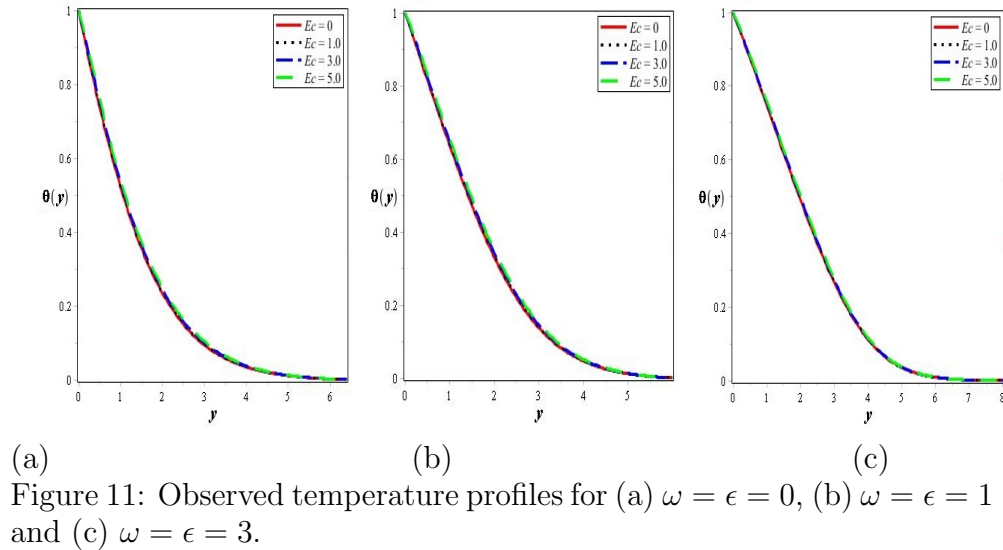 1
0.8
0.6
θ(y)
0.4
0.2
0
0 1 2 3 4 5 6
y
Ec = 0
Ec = 1.0
Ec = 3.0
Ec = 5.0
1
0.8
0.6
θ(y)
0.4
0.2
0
0 1 2 3 4 5
y
Ec = 0
Ec = 1.0
Ec = 3.0
Ec = 5.0
1
0.8
0.6
θ(y)
0.4
0.2
0
0 1 2 3 4 5 6 7 8
y
Ec = 0
Ec = 1.0
Ec = 3.0
Ec = 5.0
(a) (b) (c)
Figure 11: Observed temperature profiles for (a) ω = ϵ = 0, (b) ω = ϵ = 1
and (c) ω = ϵ = 3.